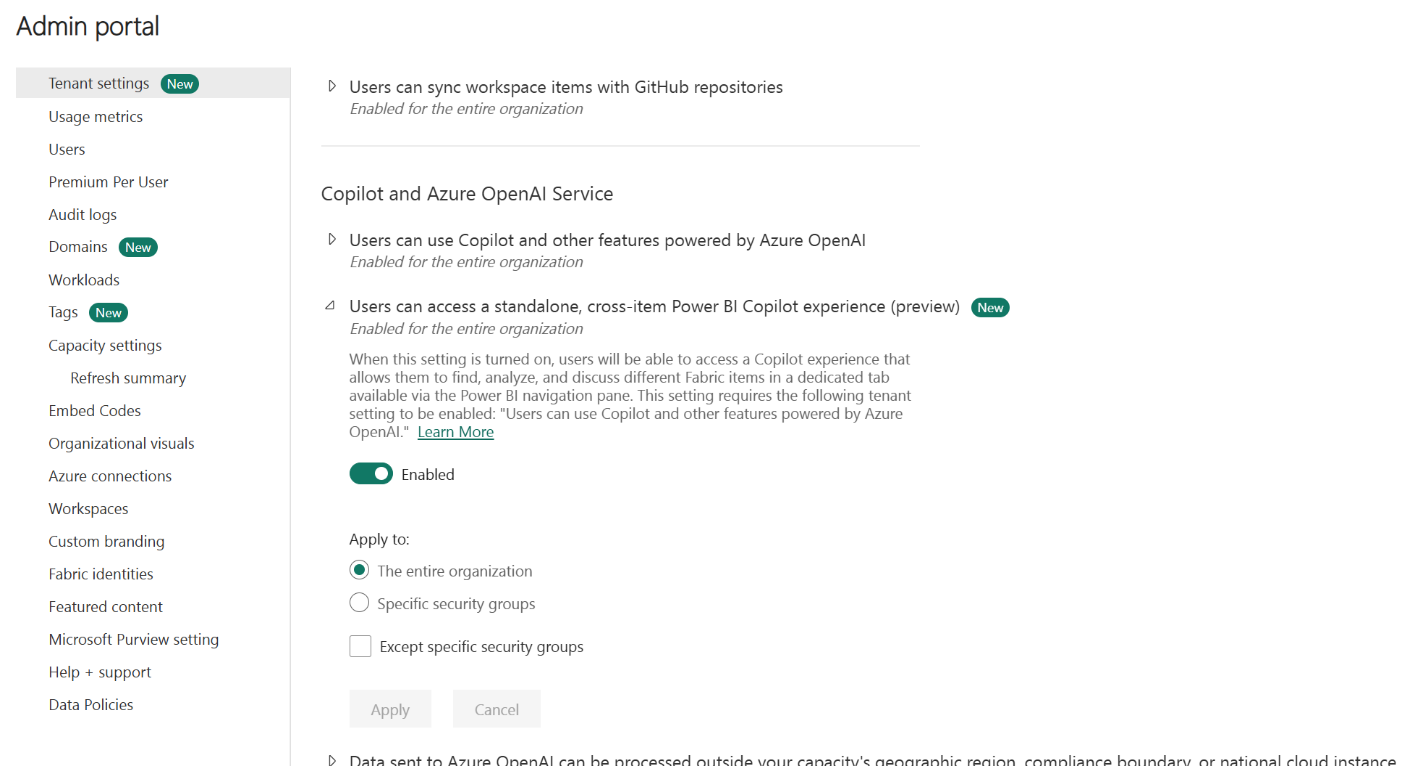 Admin portal
Tenant settings New
Usage metrics
Users
Premium Per User
Audit logs
Domains New
Workloads
Tags New
Capacity settings
Refresh summary
Embed Codes
Organizational visuals
Azure connections
Workspaces
Custom branding
Fabric identities
Featured content
Microsoft Purview setting
Help + support
Data Policies
Users can sync workspace items with GitHub repositories
Enabled for the entire organization
Copilot and Azure OpenAI Service
Users can use Copilot and other features powered by Azure OpenAI
Enabled for the entire organization
Users can access a standalone, cross-item Power BI Copilot experience (preview) New
Enabled for the entire organization
When this setting is turned on, users will be able to access a Copilot experience that
allows them to find, analyze, and discuss different Fabric items in a dedicated tab
available via the Power BI navigation pane. This setting requires the following tenant
setting to be enabled: "Users can use Copilot and other features powered by Azure
OpenAI." Learn More
Enabled
Apply to:
The entire organization
Specific security groups
Except specific security groups
Apply Cancel
Data sent to Azure OpenAI can be processed outside your capacity's geographic region, compliance boundary, or national cloud instance